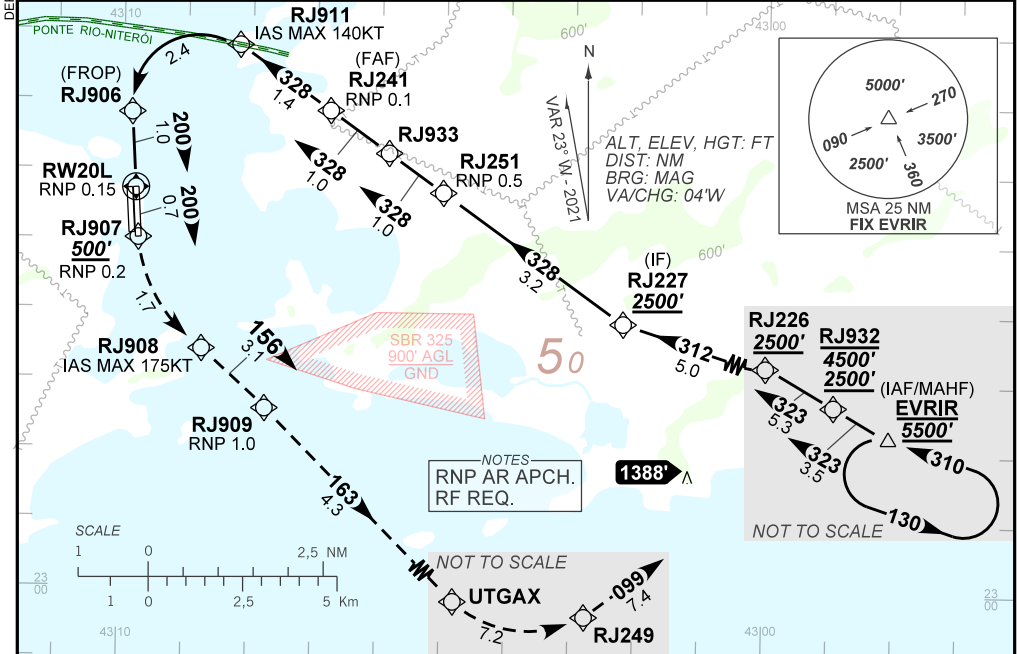 43 10
43 00
DEI
RJ911
IAS MAX 140KT
PONTE RIO-NITERÓI
2.4
600'
N
(FROP)
RJ906
(FAF)
RJ241
RNP 0.1
328
1.4
5000'
270
090
3500'
2500'
360
MSA 25 NM
FIX EVRIR
200
1.0
RJ933
VAR 23° W - 2021
ALT, ELEV, HGT: FT
DIST: NM
BRG: MAG
VA/CHG: 04'W
328
1.0
RJ251
RNP 0.5
RW20L
RNP 0.15
200
0.7
328
1.0
RJ907
500'
RNP 0.2
328
3.2
600'
(IF)
RJ227
2500'
1.7
RJ226
2500'
RJ932
4500'
2500'
RJ908
IAS MAX 175KT
156
3.1
SBR 325
900' AGL
GND
50
312
5.0
(IAF/MAHF)
EVRIR
5500'
323
5.3
RJ909
RNP 1.0
323
3.5
310
130
NOTES
RNP AR APCH.
RF REQ.
1388'
163
4.3
NOT TO SCALE
SCALE
1 0 2,5 NM
1 0 2,5 5 Km
NOT TO SCALE
23
00
23
00
UTGAX
099
7.4
7.2
RJ249
43 10
43 00